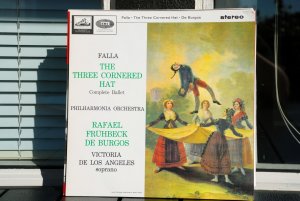 Falla - The Three Cornered Hat - De Burgos
stereo
FALLA
THE
THREE CORNERED
HAT
Complete Ballet
PHILHARMONIA ORCHESTRA
RAFAEL
FRÜHBECK
DE BURGOS
VICTORIA
DE LOS ANGELES
soprano